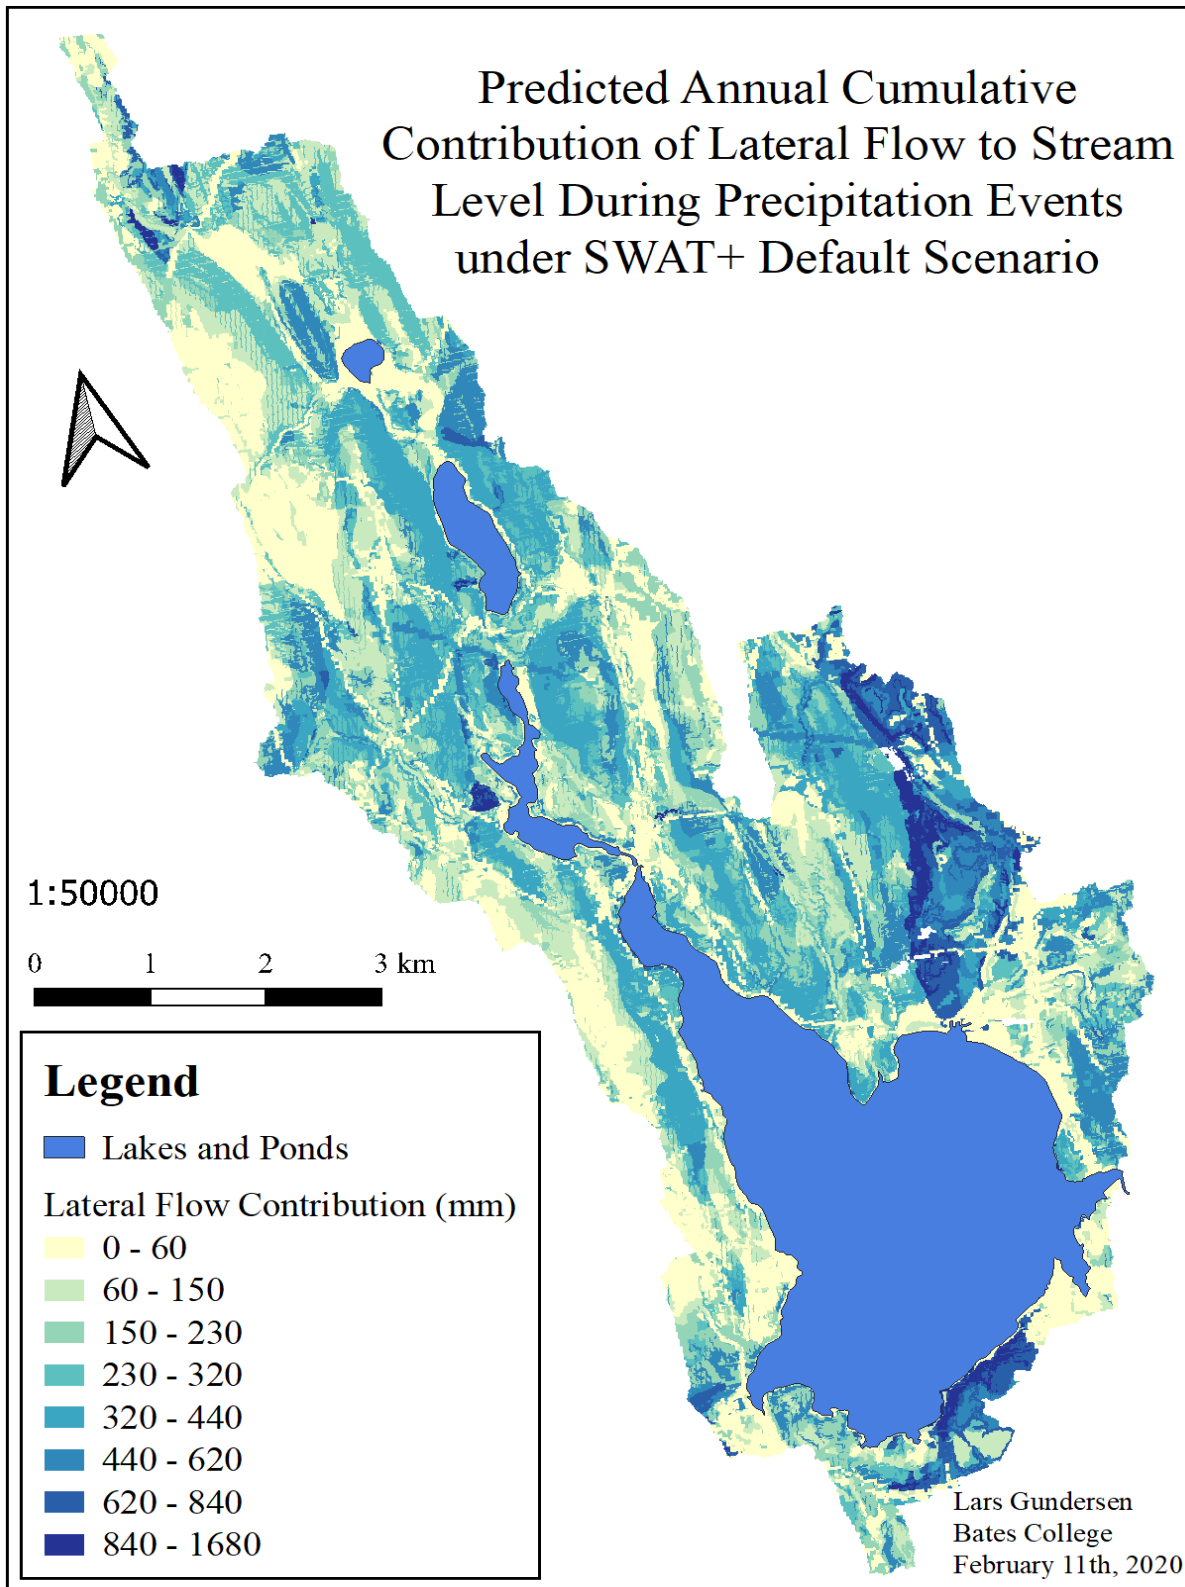 Predicted Annual Cumulative
Contribution of Lateral Flow to Stream
Level During Precipitation Events
under SWAT+ Default Scenario
1:50000
0 1 2 3 km
Legend
Lakes and Ponds
Lateral Flow Contribution (mm)
0 - 60
60 - 150
150 - 230
230 - 320
320 - 440
440 - 620
620 - 840
840 - 1680
Lars Gundersen
Bates College
February 11th, 2020